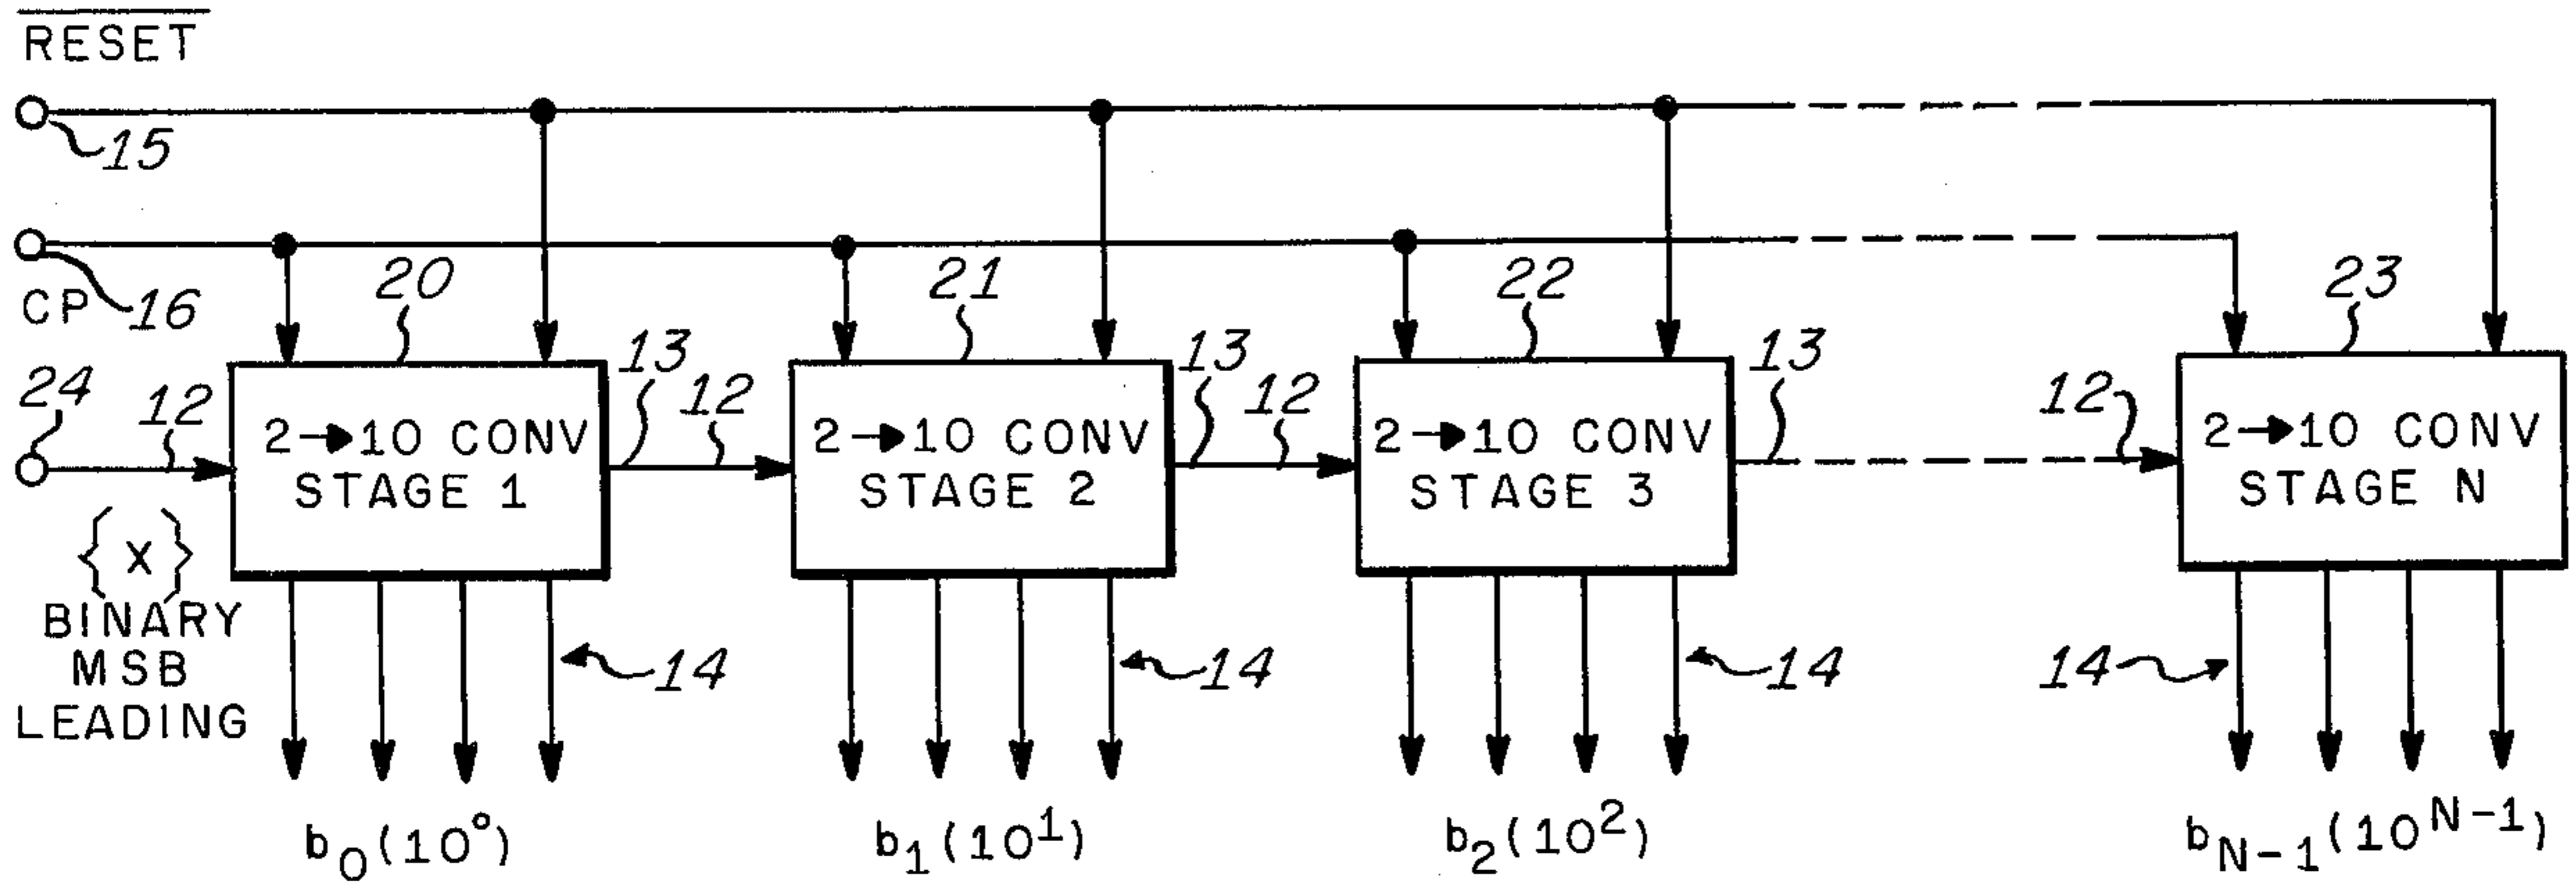 RESET
15
CP 16
20 21 22 23
24 12 13 12 13 12 13 12
2→10 CONV
STAGE 1
2→10 CONV
STAGE 2
2→10 CONV
STAGE 3
2→10 CONV
STAGE N
{X}
BINARY
MSB
LEADING
14 14 14 14
b₀(10⁰) b₁(10¹) b₂(10²) b_N-1(10^N-1)